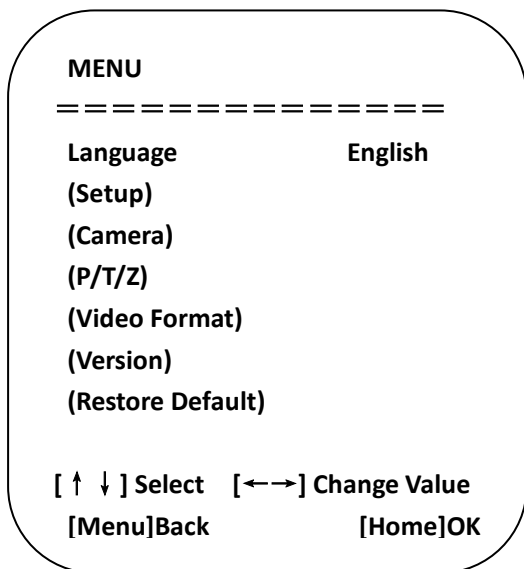 MENU
===============
Language English
(Setup)
(Camera)
(P/T/Z)
(Video Format)
(Version)
(Restore Default)
[ ↑ ↓ ] Select [←→] Change Value
[Menu]Back [Home]OK